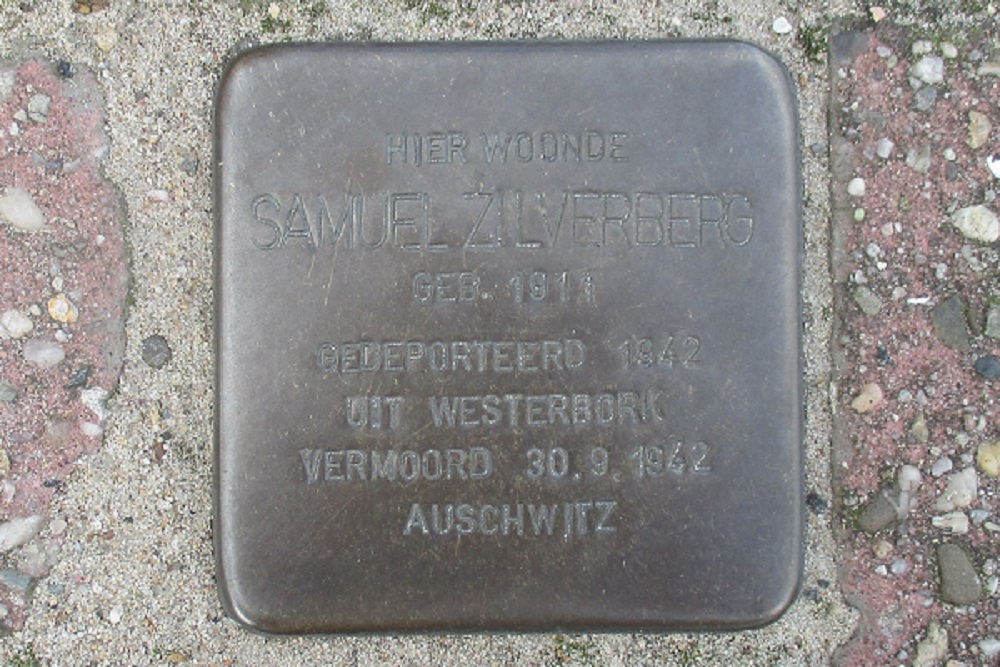 HIER WOONDE
SAMUEL ZILVERBERG
GEB. 1911
GEDEPORTEERD 1942
UIT WESTERBORK
VERMOORD 30.9.1942
AUSCHWITZ